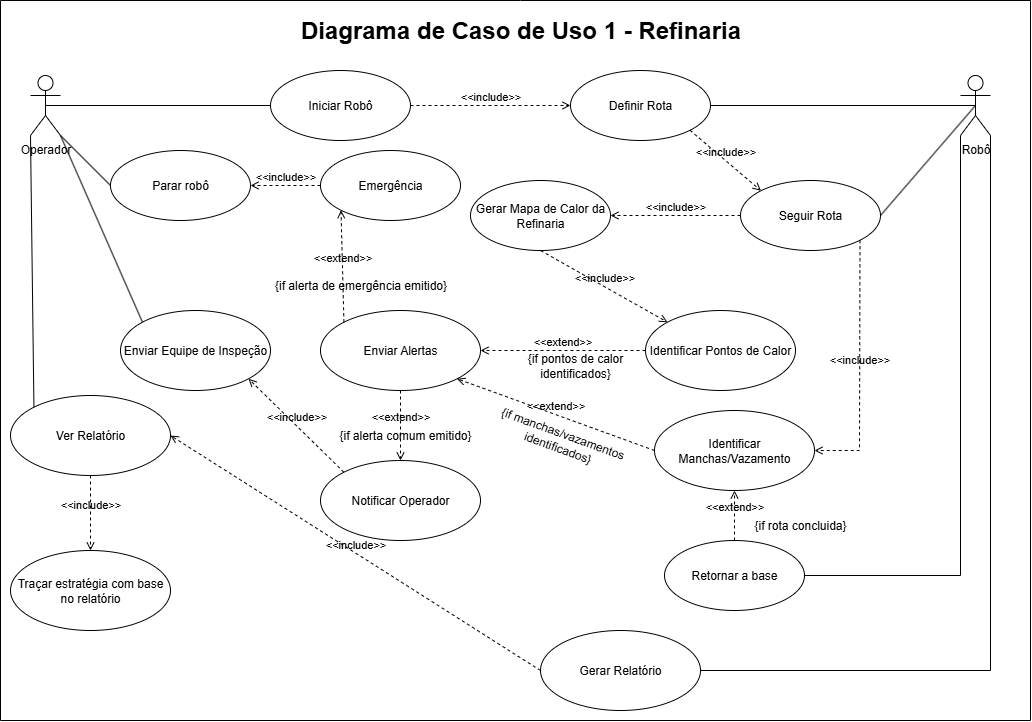 Diagrama de Caso de Uso 1 - Refinaria
Iniciar Robô
<<include>>
Definir Rota
Operador
Robô
<<include>>
Parar robô
<<include>>
Emergência
Gerar Mapa de Calor da
Refinaria
<<include>>
Seguir Rota
<<extend>>
{if alerta de emergência emitido}
<<include>>
Enviar Equipe de Inspeção
Enviar Alertas
<<extend>>
{if pontos de calor
identificados}
Identificar Pontos de Calor
<<include>>
Ver Relatório
<<include>>
<<extend>>
{if alerta comum emitido}
<<extend>>
{if manchas/vazamentos
identificados}
Identificar
Manchas/Vazamento
<<include>>
Notificar Operador
<<extend>>
{if rota concluida}
<<include>>
Traçar estratégia com base
no relatório
Retornar a base
Gerar Relatório